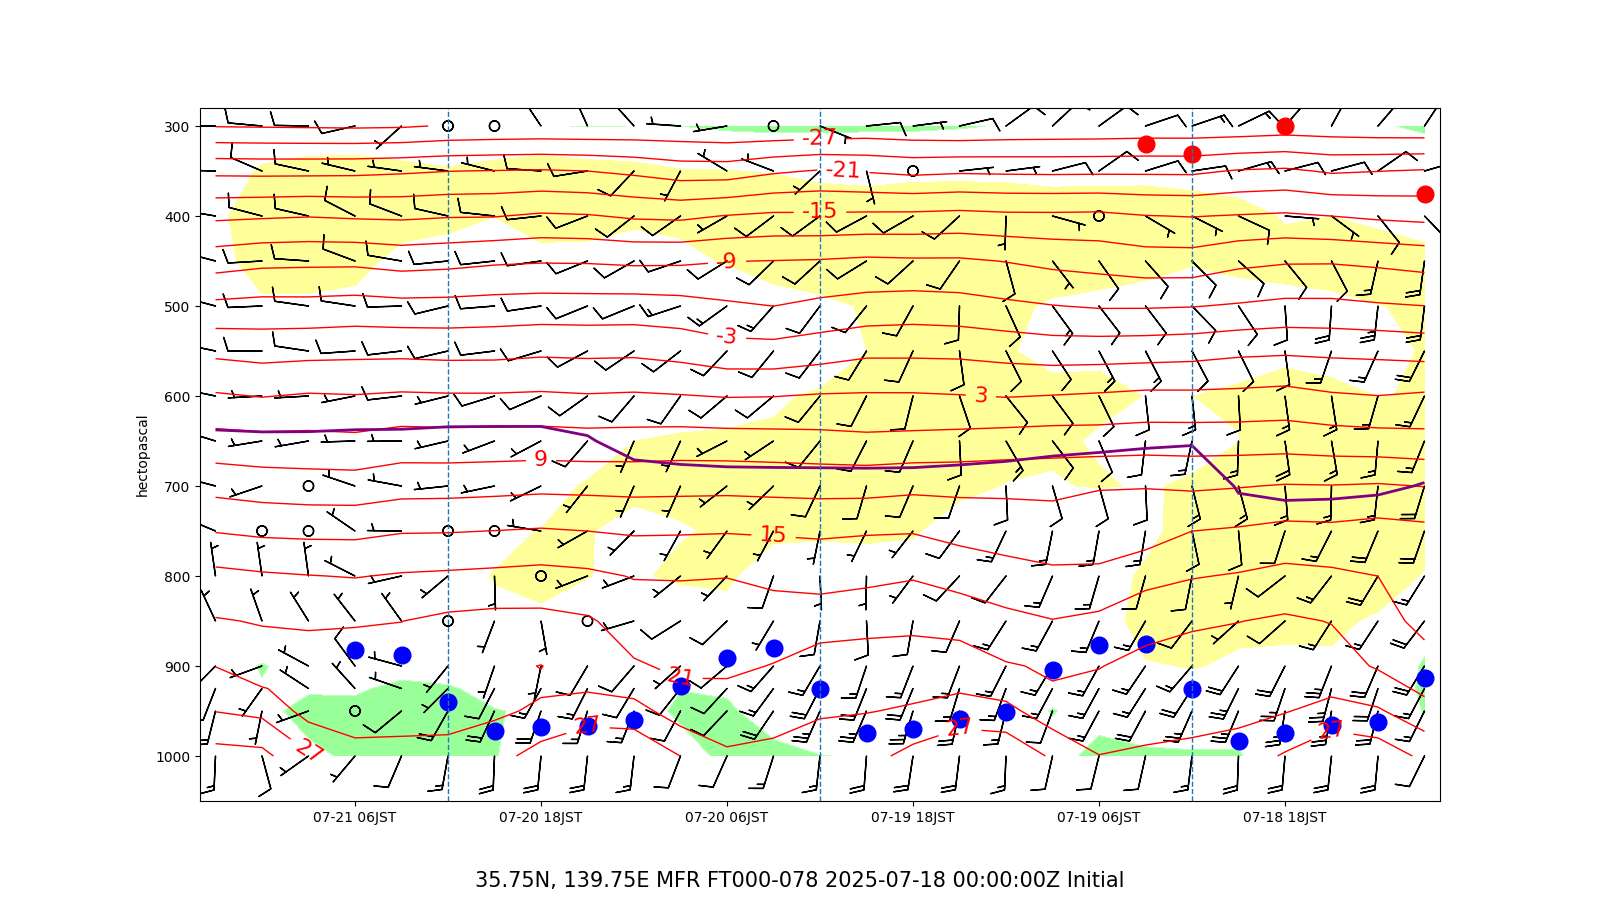 300
-27
-21
400
-15
-9
500
-3
600
3
9
700
15
800
900
21
27
27
27
27
1000
hectopascal
07-21 06JST
07-20 18JST
07-20 06JST
07-19 18JST
07-19 06JST
07-18 18JST
35.75N, 139.75E MFR FT000-078 2025-07-18 00:00:00Z Initial